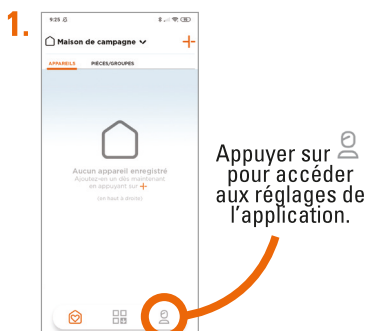 1.
9:25
Maison de campagne
APPAREILS PIÈCES/GROUPES
Aucun appareil enregistré
Ajoutez-en un dès maintenant
en appuyant sur +
(en haut à droite)
Appuyer sur
pour accéder
aux réglages de
l'application.